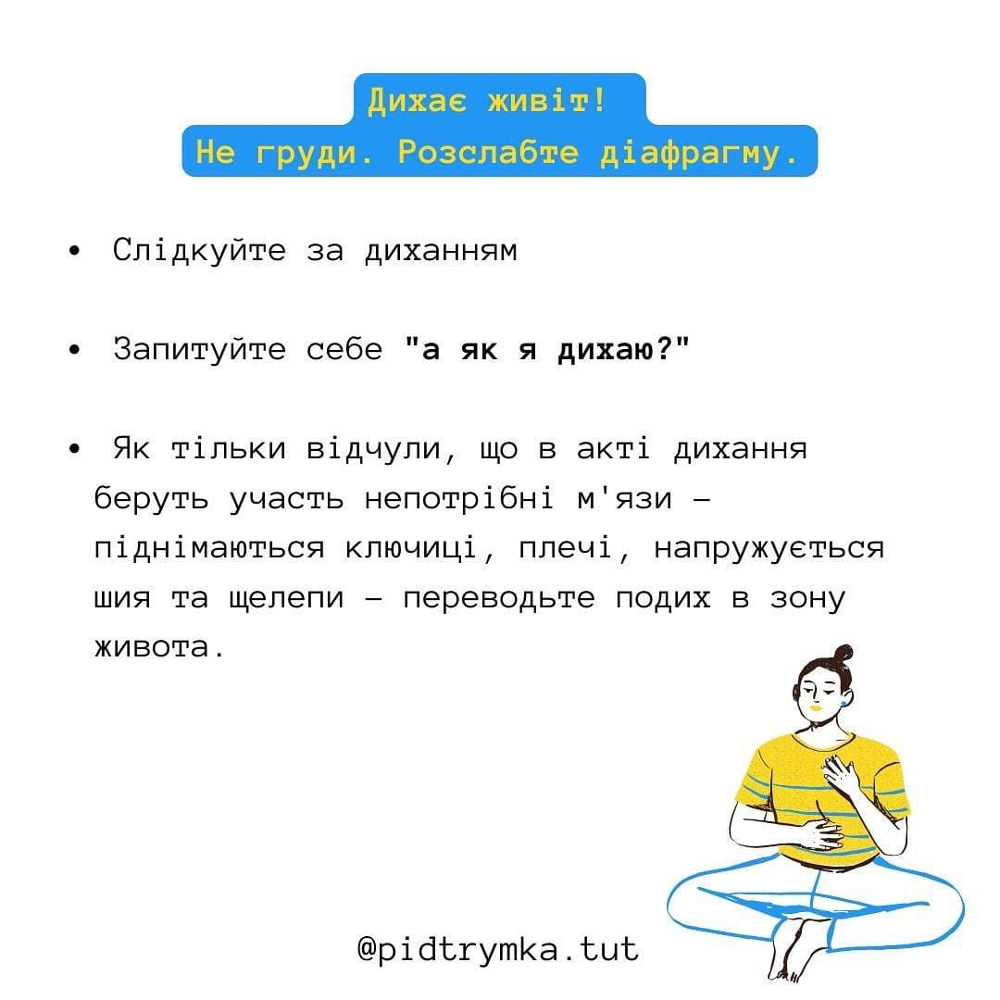 Дихає живіт!
Не груди. Розслабте діафрагму.
• Слідкуйте за диханням
• Запитуйте себе "а як я дихаю?"
• Як тільки відчули, що в акті дихання
беруть участь непотрібні м'язи –
піднімаються ключиці, плечі, напружується
шия та щелепи – переводьте подих в зону
живота.
@pidtrymka.tut